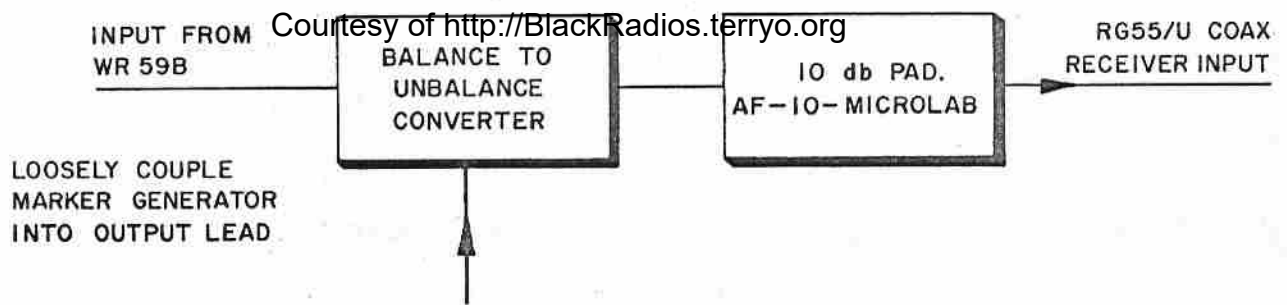 Courtesy of http://BlackRadios.terryo.org
INPUT FROM
WR 59B
BALANCE TO
UNBALANCE
CONVERTER
10 db PAD.
AF-10-MICROLAB
RG55/U COAX
RECEIVER INPUT
LOOSELY COUPLE
MARKER GENERATOR
INTO OUTPUT LEAD